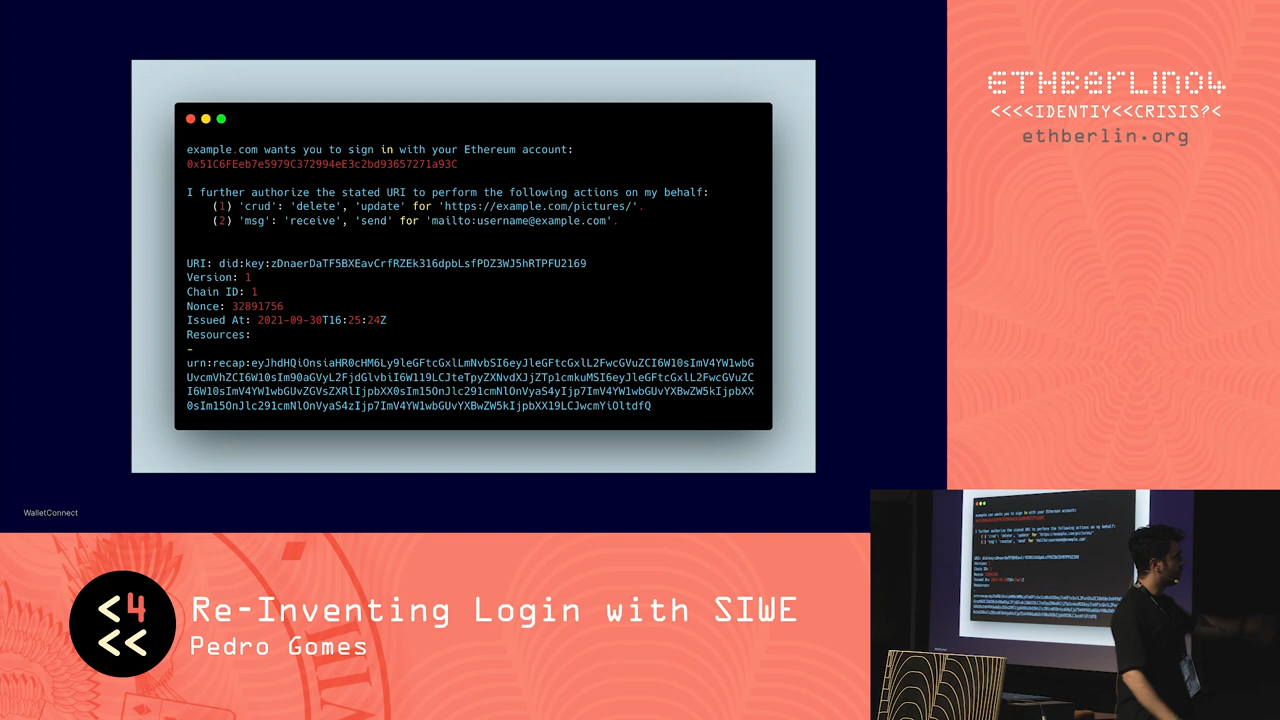 example.com wants you to sign in with your Ethereum account:
0x51C6FEeb7e5979C372994eE3c2bd93657271a93C
I further authorize the stated URI to perform the following actions on my behalf:
(1) 'crud': 'delete', 'update' for 'https://example.com/pictures/'.
(2) 'msg': 'receive', 'send' for 'mailto:username@example.com'.
URI: did:key:zDnaerDaTF5BXEavCrfRZEk316dpbLsfPDZ3WJ5hRTPFU2169
Version: 1
Chain ID: 1
Nonce: 32891756
Issued At: 2021-09-30T16:25:24Z
Resources:
-
urn:recap:eyJhdHQiOnsiaHR0cHM6Ly9leGFtcGxlLmNvbSI6eyJleGFtcGxlL2FwcGVuZCI6W10sImV4YW1wbG
UvcmVhZCI6W10sIm90aGVyL2FjdGlvbiI6W119LCJteTpyZXNvdXJjZTp1cmkuMSI6eyJleGFtcGxlL2FwcGVuZC
I6W10sImV4YW1wbGUvZGVsZXRlIjpbXX0sIm15OnJlc291cmNlOnVyaS4yIjp7ImV4YW1wbGUvYXBwZW5kIjpbXX
0sIm15OnJlc291cmNlOnVyaS4zIjp7ImV4YW1wbGUvYXBwZW5kIjpbXX19LCJwcmYiOltdfQ
WalletConnect
ETHBerlin04
<<<<IDENTIY<<CRISIS?<
ethberlin.org
<4
<<
Login with SIWE
Pedro Gomes